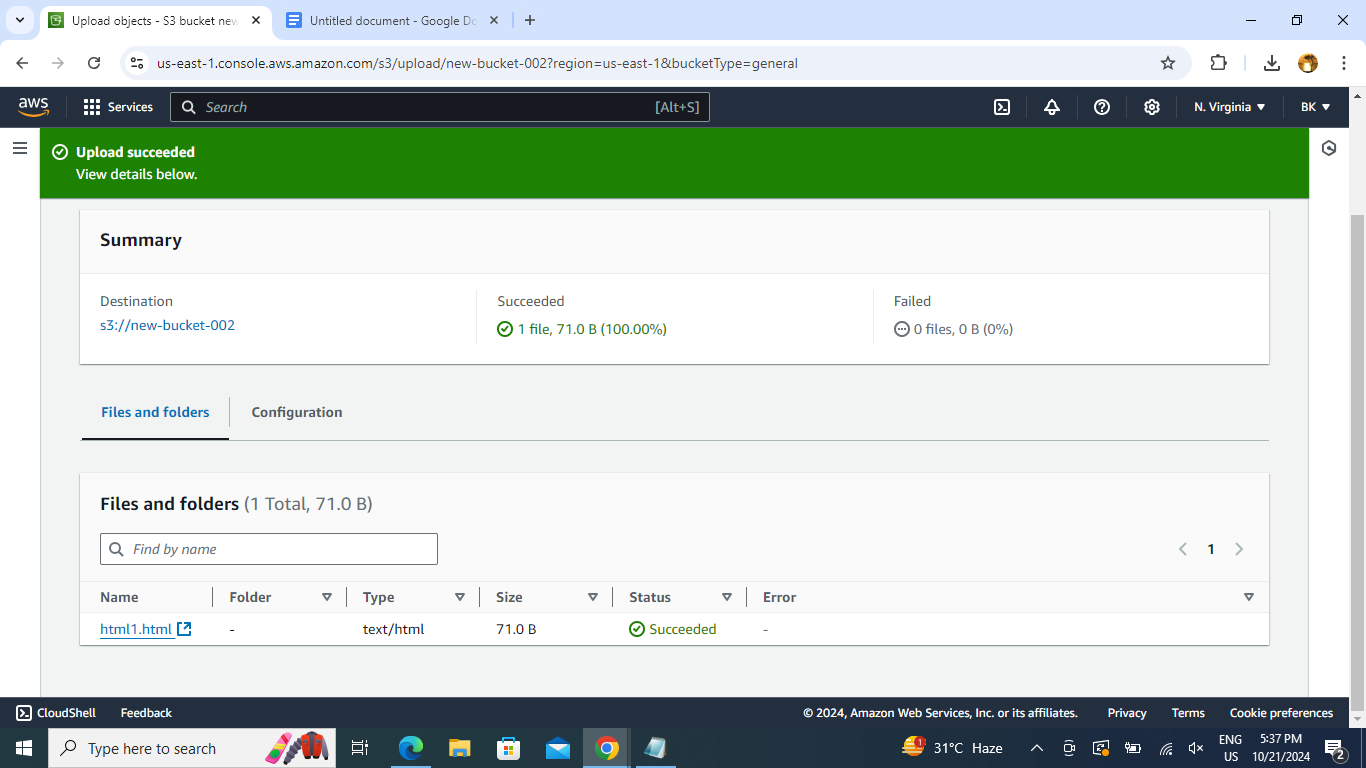 Upload objects - S3 bucket new
Untitled document - Google Do
us-east-1.console.aws.amazon.com/s3/upload/new-bucket-002?region=us-east-1&bucketType=general
aws
Services
Search
[Alt+S]
N. Virginia
BK
Upload succeeded
View details below.
Summary
Destination
Succeeded
Failed
s3://new-bucket-002
1 file, 71.0 B (100.00%)
0 files, 0 B (0%)
Files and folders
Configuration
Files and folders (1 Total, 71.0 B)
Find by name
1
Name
Folder
Type
Size
Status
Error
html1.html
-
text/html
71.0 B
Succeeded
-
CloudShell
Feedback
© 2024, Amazon Web Services, Inc. or its affiliates.
Privacy
Terms
Cookie preferences
Type here to search
1
31°C Haze
ENG
US
5:37 PM
10/21/2024
2